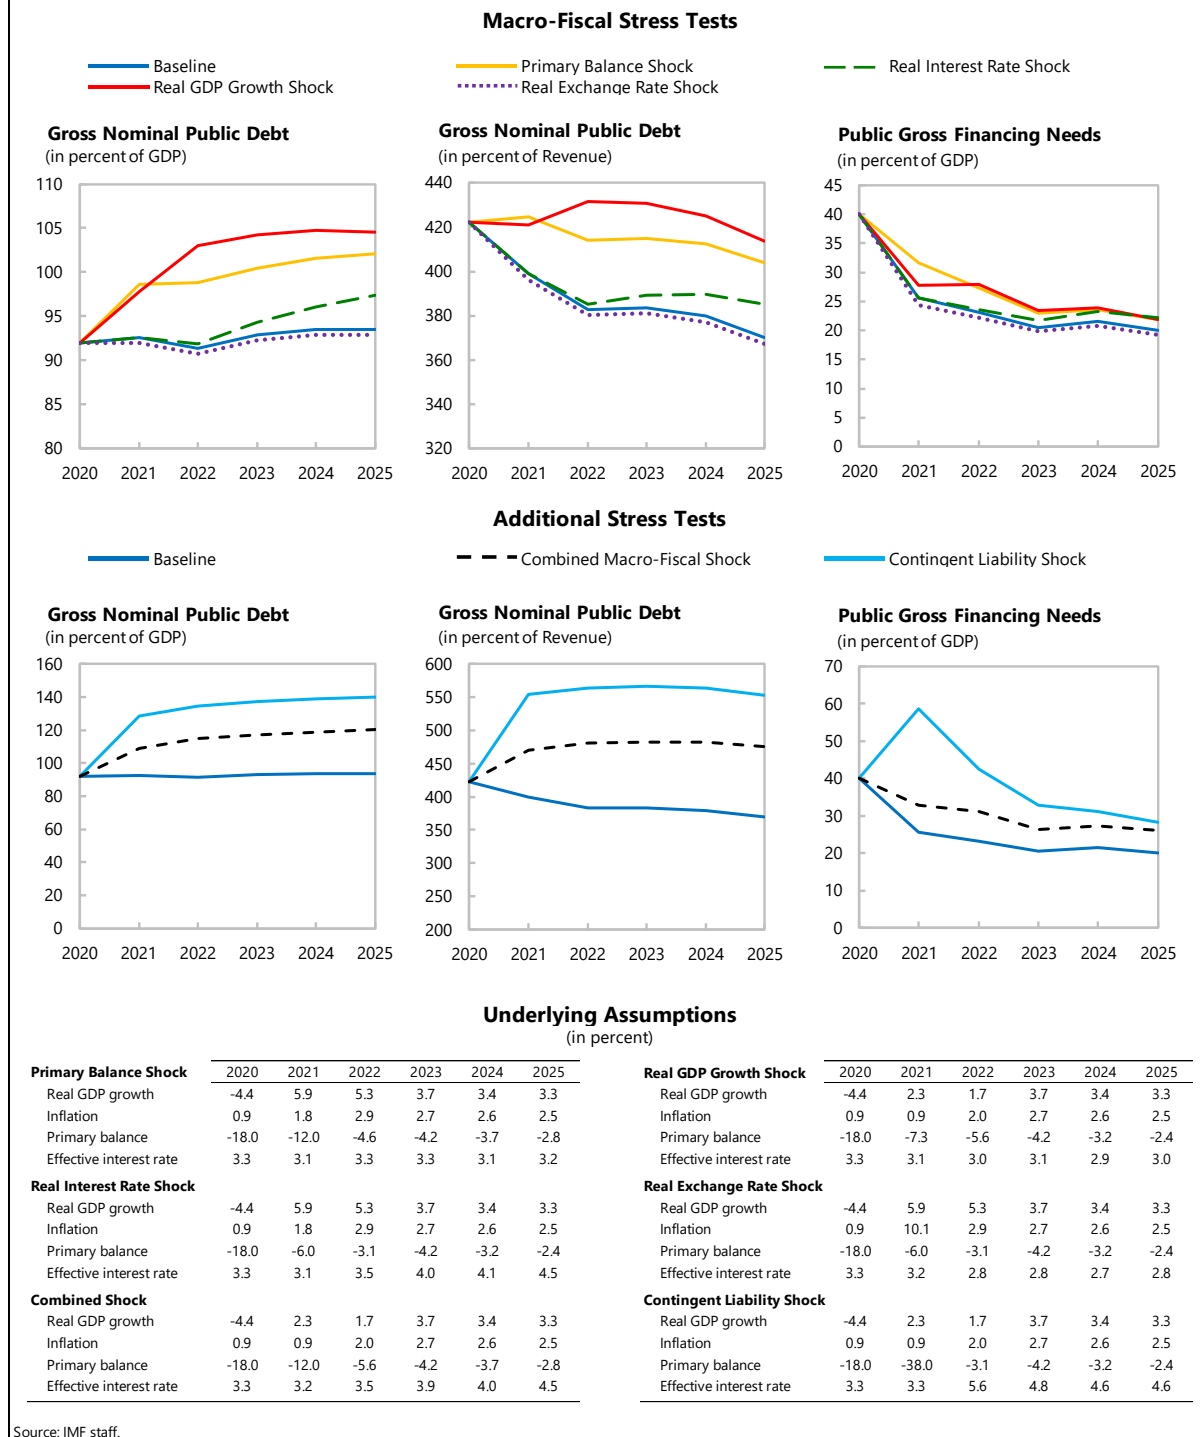 Macro-Fiscal Stress Tests
Baseline
Primary Balance Shock
Real Interest Rate Shock
Real GDP Growth Shock
Real Exchange Rate Shock
Gross Nominal Public Debt
(in percent of GDP)
110
105
100
95
90
85
80
2020 2021 2022 2023 2024 2025
Gross Nominal Public Debt
(in percent of Revenue)
440
420
400
380
360
340
320
2020 2021 2022 2023 2024 2025
Public Gross Financing Needs
(in percent of GDP)
45
40
35
30
25
20
15
10
5
0
2020 2021 2022 2023 2024 2025
Additional Stress Tests
Baseline
Combined Macro-Fiscal Shock
Contingent Liability Shock
Gross Nominal Public Debt
(in percent of GDP)
160
140
120
100
80
60
40
20
0
2020 2021 2022 2023 2024 2025
Gross Nominal Public Debt
(in percent of Revenue)
600
550
500
450
400
350
300
250
200
2020 2021 2022 2023 2024 2025
Public Gross Financing Needs
(in percent of GDP)
70
60
50
40
30
20
10
0
2020 2021 2022 2023 2024 2025
Underlying Assumptions
(in percent)
Primary Balance Shock 2020 2021 2022 2023 2024 2025
Real GDP growth -4.4 5.9 5.3 3.7 3.4 3.3
Inflation 0.9 1.8 2.9 2.7 2.6 2.5
Primary balance -18.0 -12.0 -4.6 -4.2 -3.7 -2.8
Effective interest rate 3.3 3.1 3.3 3.3 3.1 3.2
Real Interest Rate Shock
Real GDP growth -4.4 5.9 5.3 3.7 3.4 3.3
Inflation 0.9 1.8 2.9 2.7 2.6 2.5
Primary balance -18.0 -6.0 -3.1 -4.2 -3.2 -2.4
Effective interest rate 3.3 3.1 3.5 4.0 4.1 4.5
Combined Shock
Real GDP growth -4.4 2.3 1.7 3.7 3.4 3.3
Inflation 0.9 0.9 2.0 2.7 2.6 2.5
Primary balance -18.0 -12.0 -5.6 -4.2 -3.7 -2.8
Effective interest rate 3.3 3.2 3.5 3.9 4.0 4.5
Real GDP Growth Shock 2020 2021 2022 2023 2024 2025
Real GDP growth -4.4 2.3 1.7 3.7 3.4 3.3
Inflation 0.9 0.9 2.0 2.7 2.6 2.5
Primary balance -18.0 -7.3 -5.6 -4.2 -3.2 -2.4
Effective interest rate 3.3 3.1 3.0 3.1 2.9 3.0
Real Exchange Rate Shock
Real GDP growth -4.4 5.9 5.3 3.7 3.4 3.3
Inflation 0.9 10.1 2.9 2.7 2.6 2.5
Primary balance -18.0 -6.0 -3.1 -4.2 -3.2 -2.4
Effective interest rate 3.3 3.2 2.8 2.8 2.7 2.8
Contingent Liability Shock
Real GDP growth -4.4 2.3 1.7 3.7 3.4 3.3
Inflation 0.9 0.9 2.0 2.7 2.6 2.5
Primary balance -18.0 -38.0 -3.1 -4.2 -3.2 -2.4
Effective interest rate 3.3 3.3 5.6 4.8 4.6 4.6
Source: IMF staff.